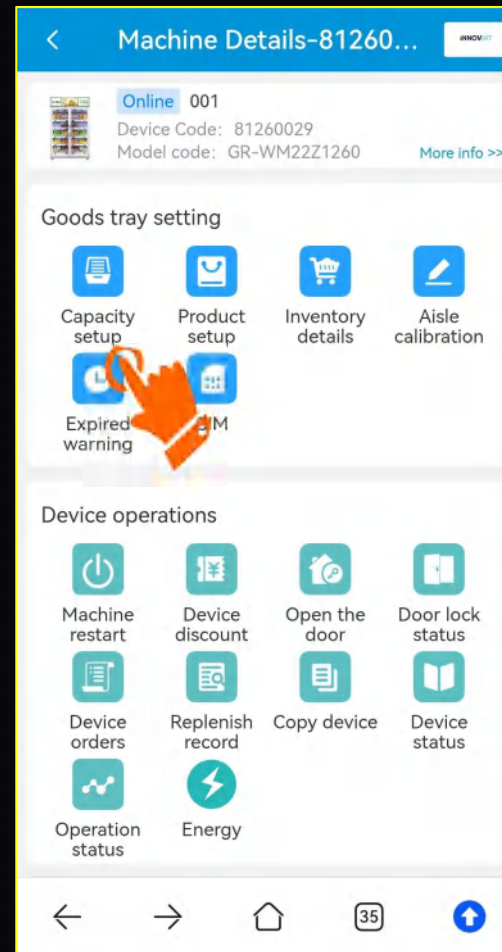 Machine Details-81260...
INNOV
Online 001
Device Code: 81260029
Model code: GR-WM22Z1260
More info >>
Goods tray setting
Capacity setup
Product setup
Inventory details
Aisle calibration
Expired warning
Device operations
Machine restart
Device discount
Open the door
Door lock status
Device orders
Replenish record
Copy device
Device status
Operation status
Energy
35